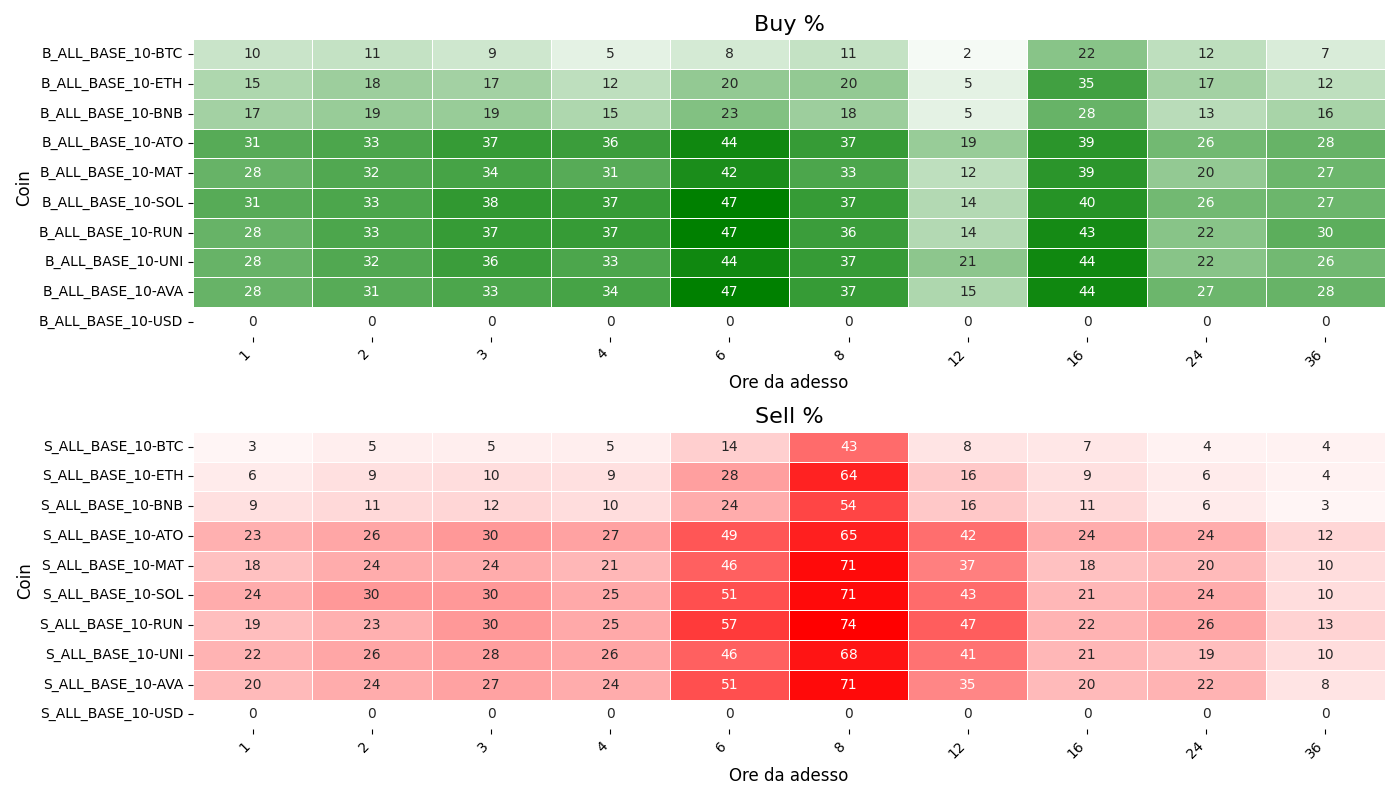 Buy %
Coin
B_ALL_BASE_10-BTC 10 11 9 5 8 11 2 22 12 7
B_ALL_BASE_10-ETH 15 18 17 12 20 20 5 35 17 12
B_ALL_BASE_10-BNB 17 19 19 15 23 18 5 28 13 16
B_ALL_BASE_10-ATO 31 33 37 36 44 37 19 39 26 28
B_ALL_BASE_10-MAT 28 32 34 31 42 33 12 39 20 27
B_ALL_BASE_10-SOL 31 33 38 37 47 37 14 40 26 27
B_ALL_BASE_10-RUN 28 33 37 37 47 36 14 43 22 30
B_ALL_BASE_10-UNI 28 32 36 33 44 37 21 44 22 26
B_ALL_BASE_10-AVA 28 31 33 34 47 37 15 44 27 28
B_ALL_BASE_10-USD 0 0 0 0 0 0 0 0 0 0
1 2 3 4 6 8 12 16 24 36
Ore da adesso
Sell %
Coin
S_ALL_BASE_10-BTC 3 5 5 5 14 43 8 7 4 4
S_ALL_BASE_10-ETH 6 9 10 9 28 64 16 9 6 4
S_ALL_BASE_10-BNB 9 11 12 10 24 54 16 11 6 3
S_ALL_BASE_10-ATO 23 26 30 27 49 65 42 24 24 12
S_ALL_BASE_10-MAT 18 24 24 21 46 71 37 18 20 10
S_ALL_BASE_10-SOL 24 30 30 25 51 71 43 21 24 10
S_ALL_BASE_10-RUN 19 23 30 25 57 74 47 22 26 13
S_ALL_BASE_10-UNI 22 26 28 26 46 68 41 21 19 10
S_ALL_BASE_10-AVA 20 24 27 24 51 71 35 20 22 8
S_ALL_BASE_10-USD 0 0 0 0 0 0 0 0 0 0
1 2 3 4 6 8 12 16 24 36
Ore da adesso